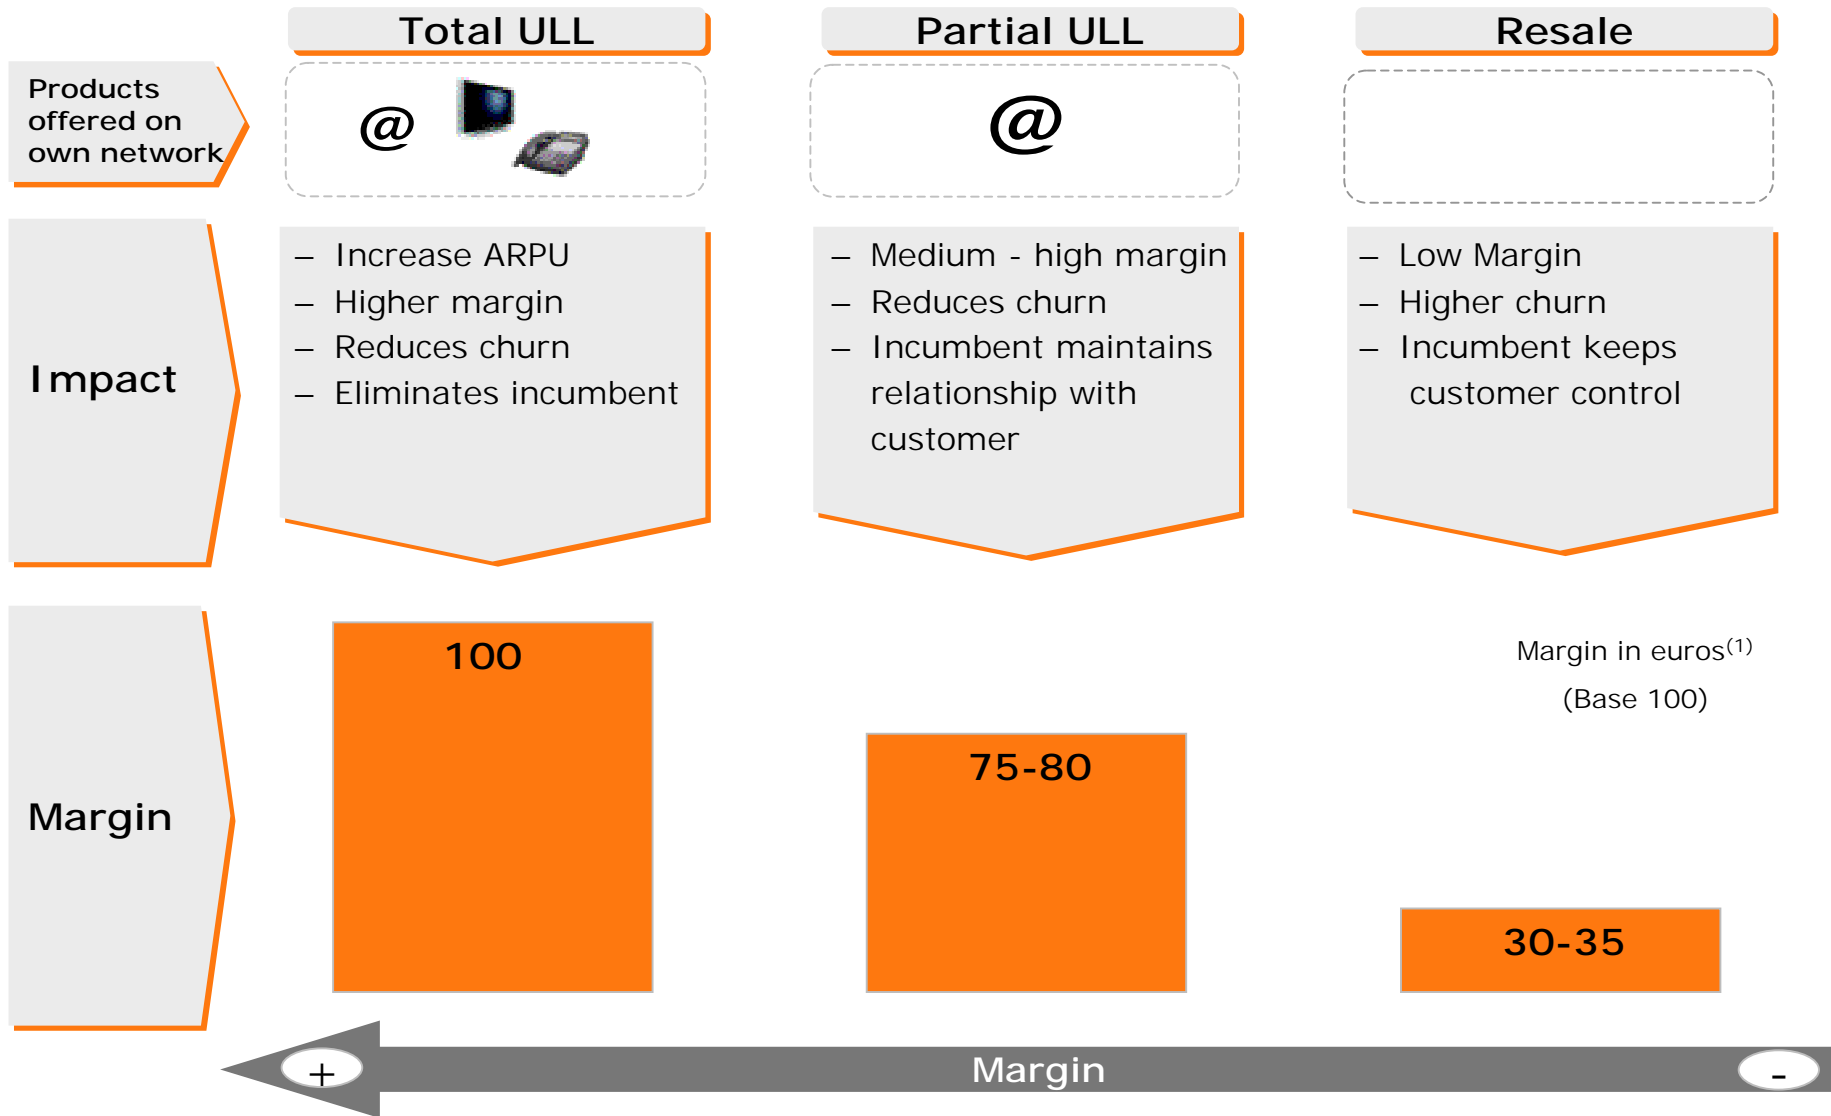 Total ULL
Partial ULL
Resale
Products
offered on
own network
@
@
Impact
– Increase ARPU
– Higher margin
– Reduces churn
– Eliminates incumbent
– Medium - high margin
– Reduces churn
– Incumbent maintains
relationship with
customer
– Low Margin
– Higher churn
– Incumbent keeps
customer control
Margin
100
75-80
30-35
Margin in euros(1)
(Base 100)
+
Margin
-